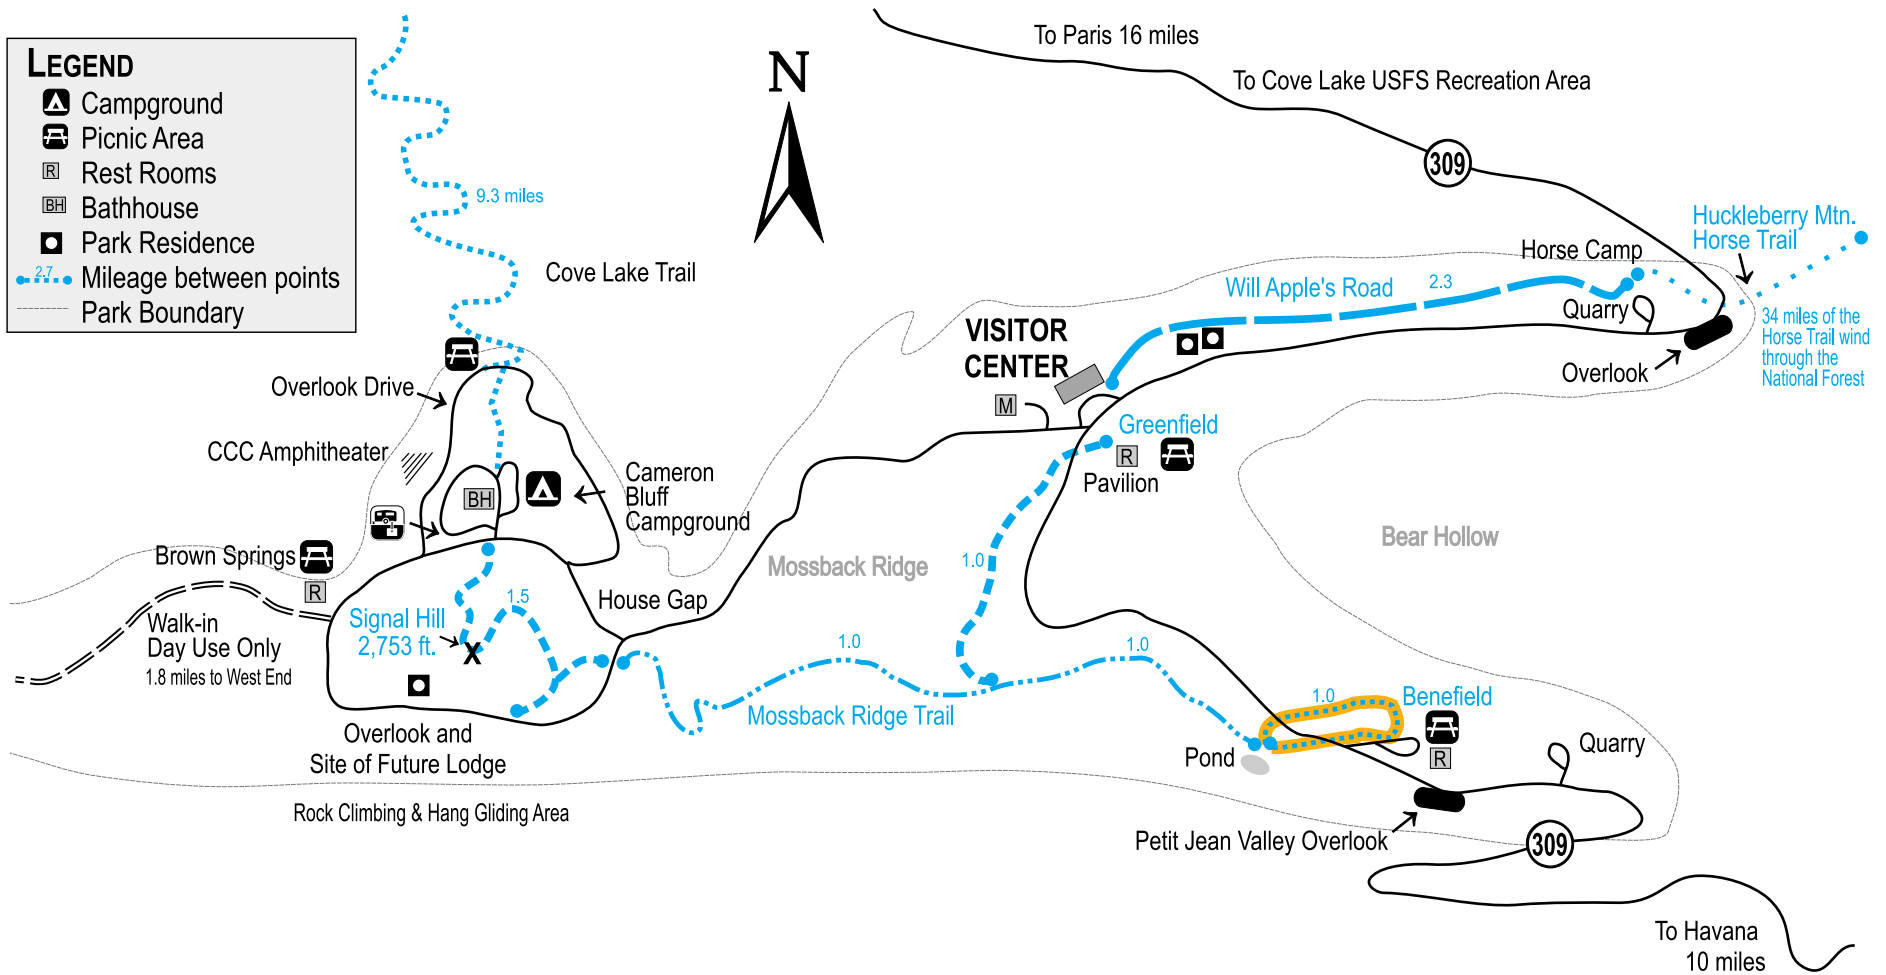 LEGEND
Campground
Picnic Area
R Rest Rooms
BH Bathhouse
Park Residence
2.7 Mileage between points
Park Boundary
N
To Paris 16 miles
To Cove Lake USFS Recreation Area
309
9.3 miles
Cove Lake Trail
Huckleberry Mtn.
Horse Trail
Horse Camp
Will Apple's Road
2.3
Quarry
34 miles of the
Horse Trail wind
through the
National Forest
Overlook
VISITOR
CENTER
M
Greenfield
R
Pavilion
Overlook Drive
CCC Amphitheater
BH
Cameron
Bluff
Campground
Brown Springs
R
Mossback Ridge
Bear Hollow
1.0
Walk-in
Day Use Only
1.8 miles to West End
Signal Hill
2,753 ft.
X
1.5
House Gap
1.0
1.0
Mossback Ridge Trail
1.0
Benefield
R
Pond
Quarry
Overlook and
Site of Future Lodge
Rock Climbing & Hang Gliding Area
Petit Jean Valley Overlook
309
To Havana
10 miles